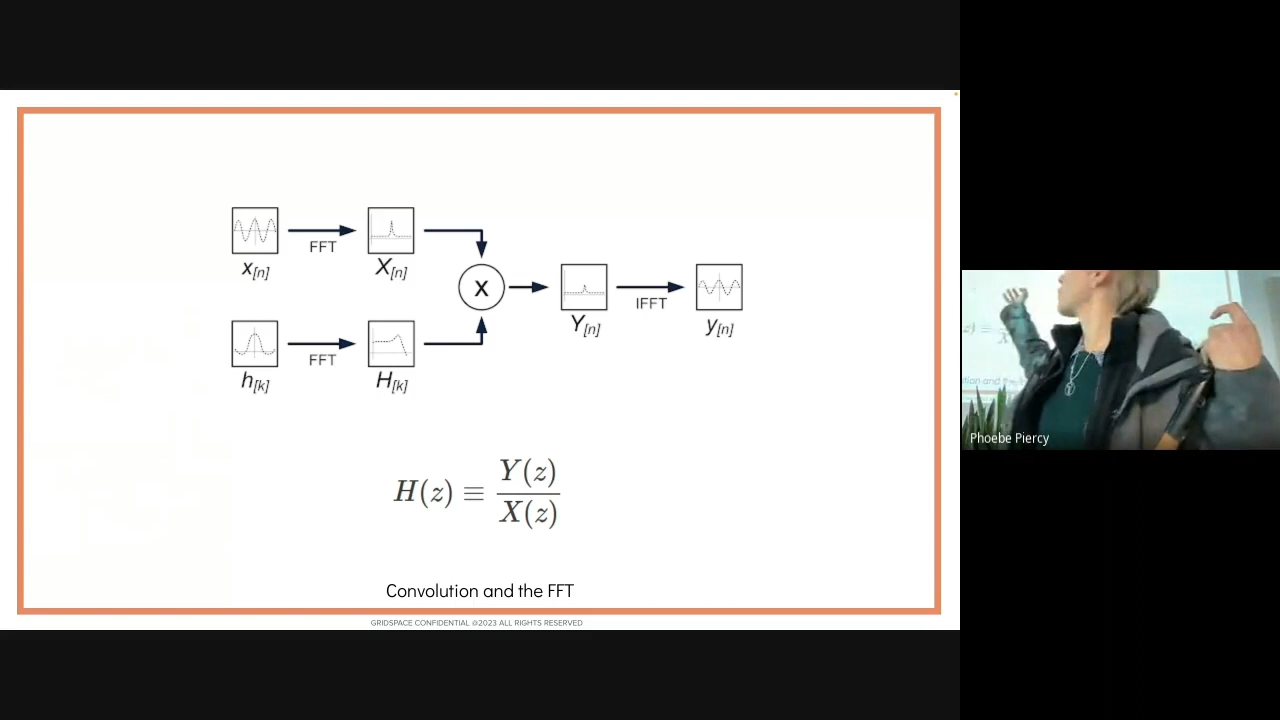 FFT
x[n]
X[n]
X
IFFT
Y[n]
y[n]
FFT
h[k]
H[k]
H(z) ≡ Y(z)
X(z)
Convolution and the FFT
GRIDSPACE CONFIDENTIAL @2023 ALL RIGHTS RESERVED
Phoebe Piercy